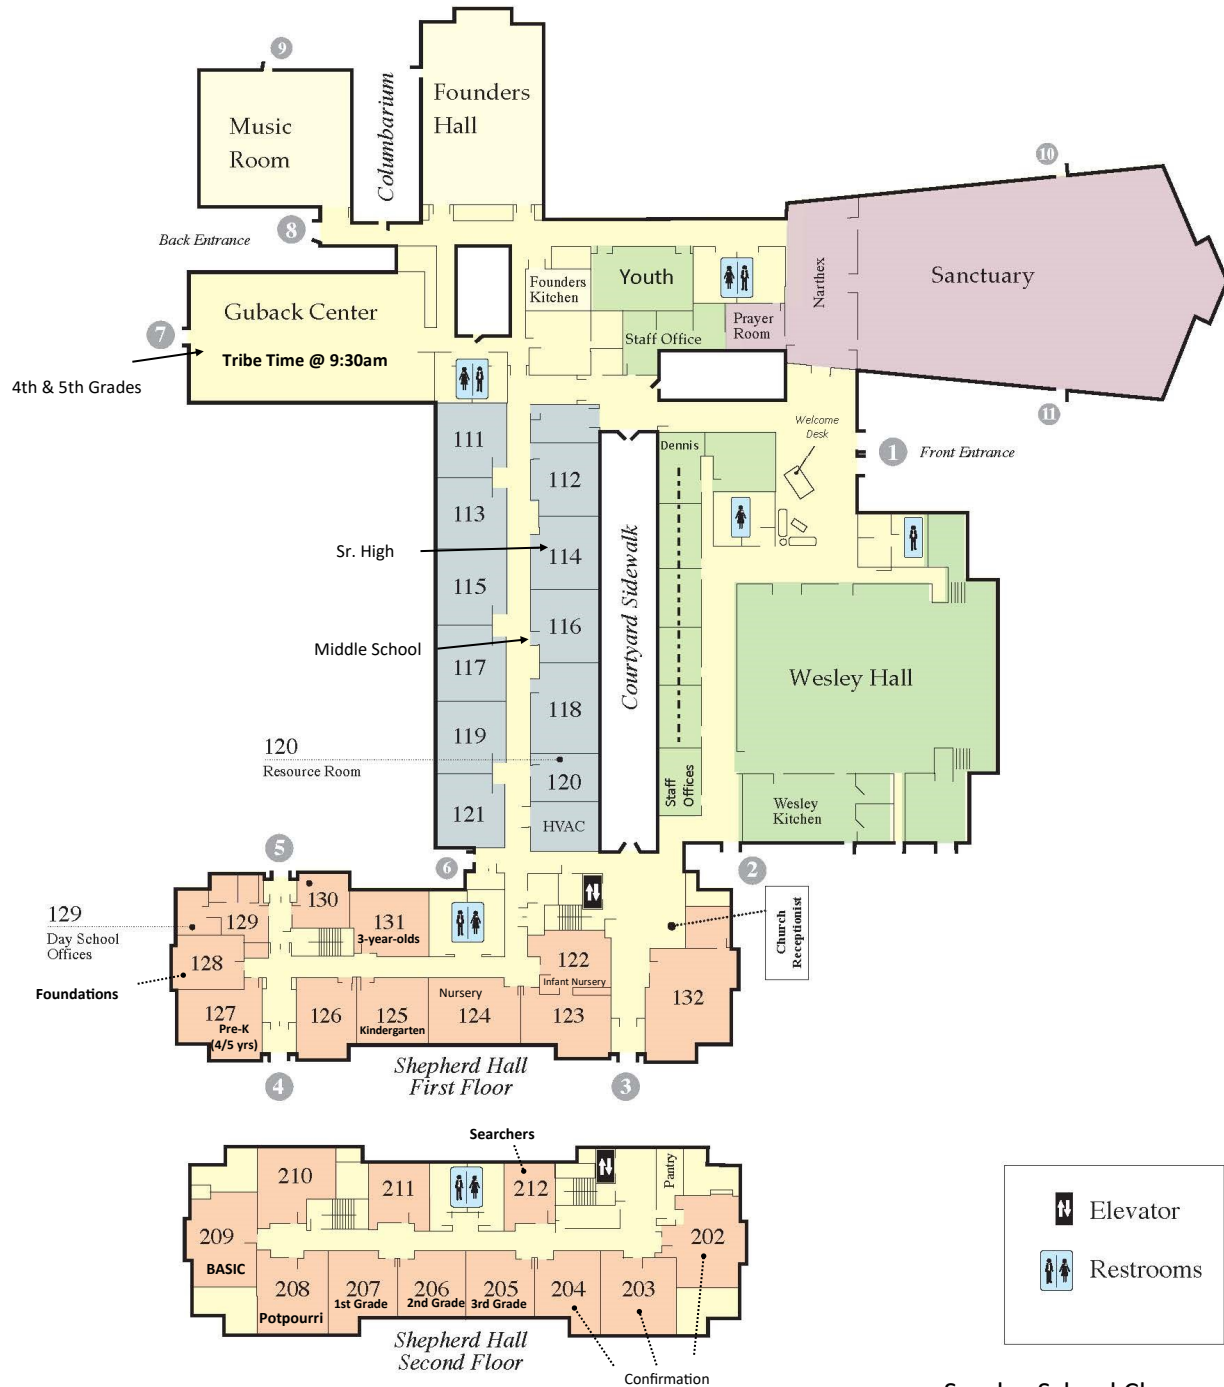 9
Music
Room
Columbarium
Founders
Hall
10
8
Back Entrance
Founders
Kitchen
Youth
Narthex
Sanctuary
Guback Center
Tribe Time @ 9:30am
7
4th & 5th Grades
Staff Office
Prayer
Room
11
Welcome
Desk
1
Front Entrance
Dennis
111
112
113
114
Sr. High
115
116
Middle School
117
118
119
120
Resource Room
120
121
HVAC
Courtyard Sidewalk
Staff
Offices
Wesley Hall
Wesley
Kitchen
5
6
2
129
Day School
Offices
129
130
131
3-year-olds
Church
Receptionist
128
Foundations
122
Infant Nursery
127
Pre-K
(4/5 yrs)
126
125
Kindergarten
Nursery
124
123
132
4
Shepherd Hall
First Floor
3
Searchers
210
211
212
Pantry
209
BASIC
202
208
Potpourri
207
1st Grade
206
2nd Grade
205
3rd Grade
204
203
Shepherd Hall
Second Floor
Confirmation
Elevator
Restrooms